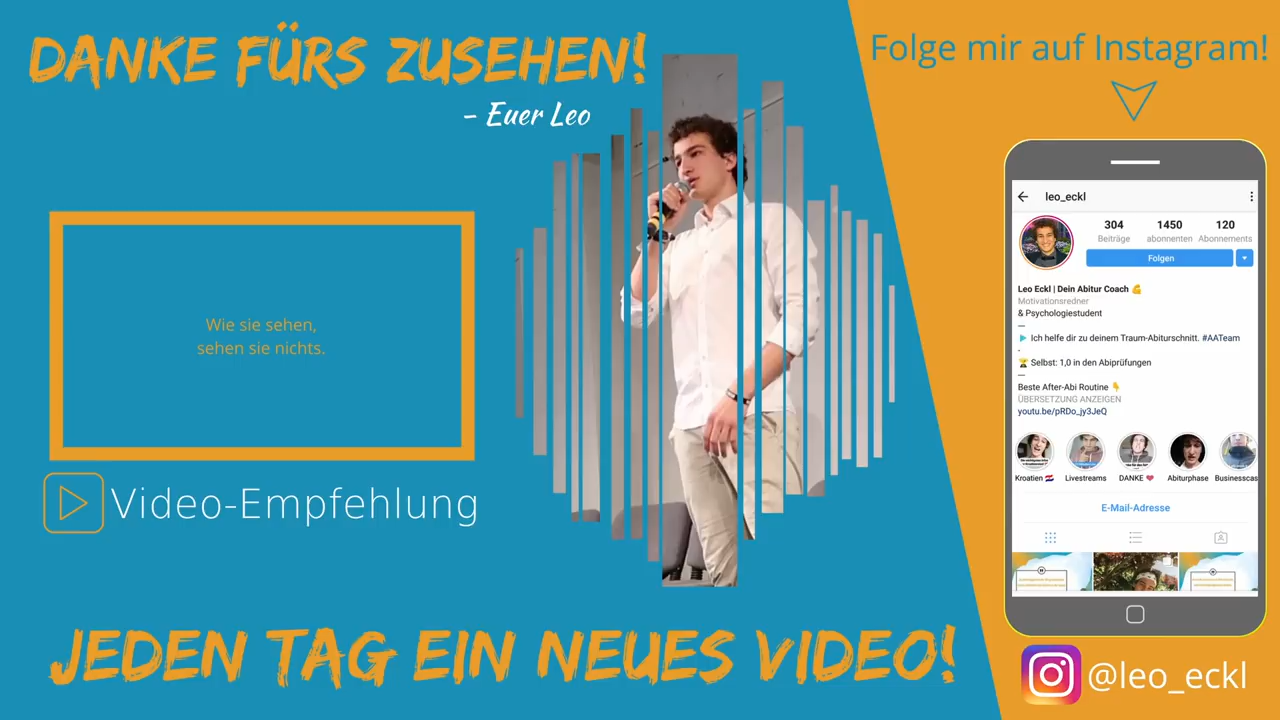 DANKE FÜRS ZUSEHEN!
– Euer Leo
Wie sie sehen,
sehen sie nichts.
Video-Empfehlung
JEDEN TAG EIN NEUES VIDEO!
Folge mir auf Instagram!
leo_eckl
304 1450 120
Beiträge abonnenten Abonnements
Folgen
Leo Eckl | Dein Abitur Coach 💪
Motivationsredner
& Psychologiestudent
—
▶ Ich helfe dir zu deinem Traum-Abiturschnitt. #AATeam
.
⏳ Selbst: 1,0 in den Abiprüfungen
—
Beste After-Abi Routine 👇
ÜBERSETZUNG ANZEIGEN
youtu.be/pRDo_jy3JeQ
Kroatien 🇭🇷 Livestreams DANKE 💗 Abiturphase Businesscas
E-Mail-Adresse
@leo_eckl